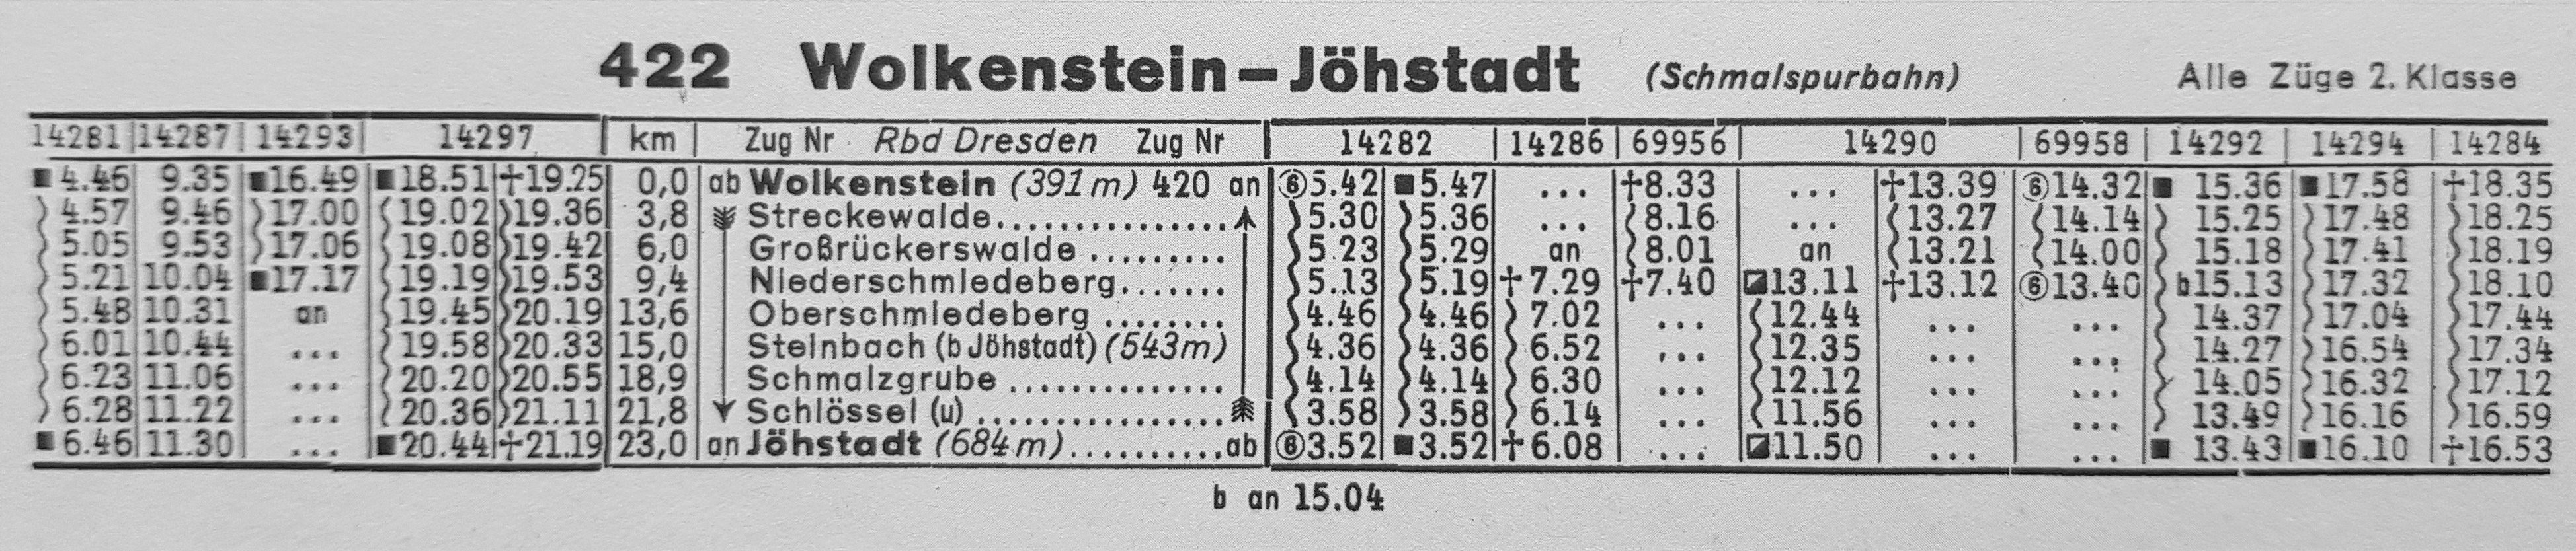 422 Wolkenstein–Jöhstadt (Schmalspurbahn) Alle Züge 2. Klasse
14281 14287 14293 14297 km Zug Nr Rbd Dresden Zug Nr 14282 14286 69956 14290 69958 14292 14294 14284
■4.46 9.35 ■16.49 ■18.51 †19.25 0,0 ab Wolkenstein (391m) 420 an ⑥5.42 ■5.47 ... †8.33 ... †13.39 ⑥14.32 ■ 15.36 ■17.58 †18.35
4.57 9.46 17.00 19.02 19.36 3,8 Streckewalde................ 5.30 5.36 ... 8.16 ... 13.27 14.14 15.25 17.48 18.25
5.05 9.53 17.06 19.08 19.42 6,0 Großrückerswalde ......... 5.23 5.29 an 8.01 an 13.21 14.00 15.18 17.41 18.19
5.21 10.04 ■17.17 19.19 19.53 9,4 Niederschmiedeberg....... 5.13 5.19 †7.29 †7.40 ◪13.11 †13.12 ⑥13.40 b15.13 17.32 18.10
5.48 10.31 an 19.45 20.19 13,6 Oberschmiedeberg ........ 4.46 4.46 7.02 ... 12.44 ... ... 14.37 17.04 17.44
6.01 10.44 ... 19.58 20.33 15,0 Steinbach (b Jöhstadt) (543m) 4.36 4.36 6.52 ... 12.35 ... ... 14.27 16.54 17.34
6.23 11.06 ... 20.20 20.55 18,9 Schmalzgrube .............. 4.14 4.14 6.30 ... 12.12 ... ... 14.05 16.32 17.12
6.28 11.22 ... 20.36 21.11 21,8 Schlössel (u) ................ 3.58 3.58 6.14 ... 11.56 ... ... 13.49 16.16 16.59
■6.46 11.30 ... ■20.44 †21.19 23,0 an Jöhstadt (684m)..........ab ⑥3.52 ■3.52 †6.08 ... ◪11.50 ... ... ■ 13.43 ■16.10 †16.53
b an 15.04